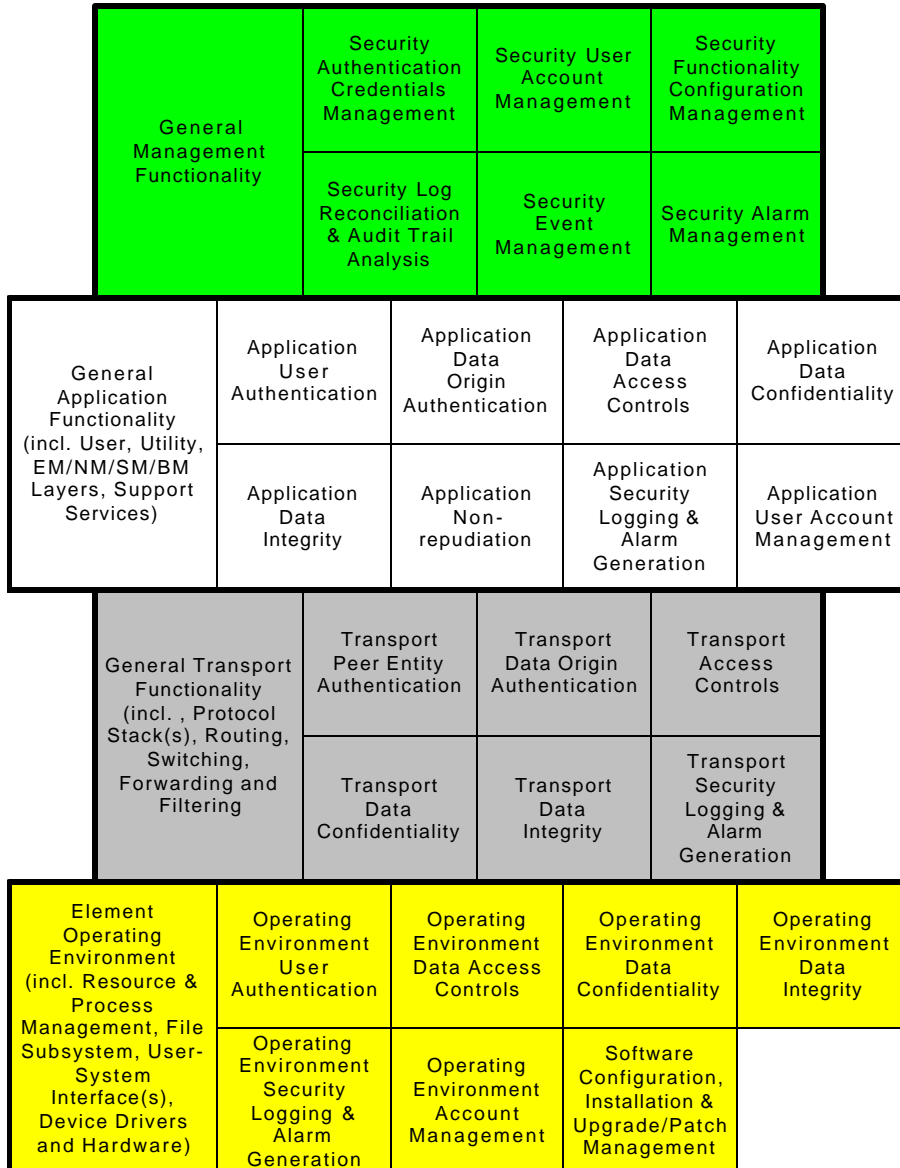 General
Management
Functionality
Security
Authentication
Credentials
Management
Security User
Account
Management
Security
Functionality
Configuration
Management
Security Log
Reconciliation
& Audit Trail
Analysis
Security
Event
Management
Security Alarm
Management
General
Application
Functionality
(incl. User, Utility,
EM/NM/SM/BM
Layers, Support
Services)
Application
User
Authentication
Application
Data
Origin
Authentication
Application
Data
Access
Controls
Application
Data
Confidentiality
Application
Data
Integrity
Application
Non-
repudiation
Application
Security
Logging &
Alarm
Generation
Application
User Account
Management
General Transport
Functionality
(incl. , Protocol
Stack(s), Routing,
Switching,
Forwarding and
Filtering
Transport
Peer Entity
Authentication
Transport
Data Origin
Authentication
Transport
Access
Controls
Transport
Data
Confidentiality
Transport
Data
Integrity
Transport
Security
Logging &
Alarm
Generation
Element
Operating
Environment
(incl. Resource &
Process
Management, File
Subsystem, User-
System
Interface(s),
Device Drivers
and Hardware)
Operating
Environment
User
Authentication
Operating
Environment
Data Access
Controls
Operating
Environment
Data
Confidentiality
Operating
Environment
Data
Integrity
Operating
Environment
Security
Logging &
Alarm
Generation
Operating
Environment
Account
Management
Software
Configuration,
Installation &
Upgrade/Patch
Management